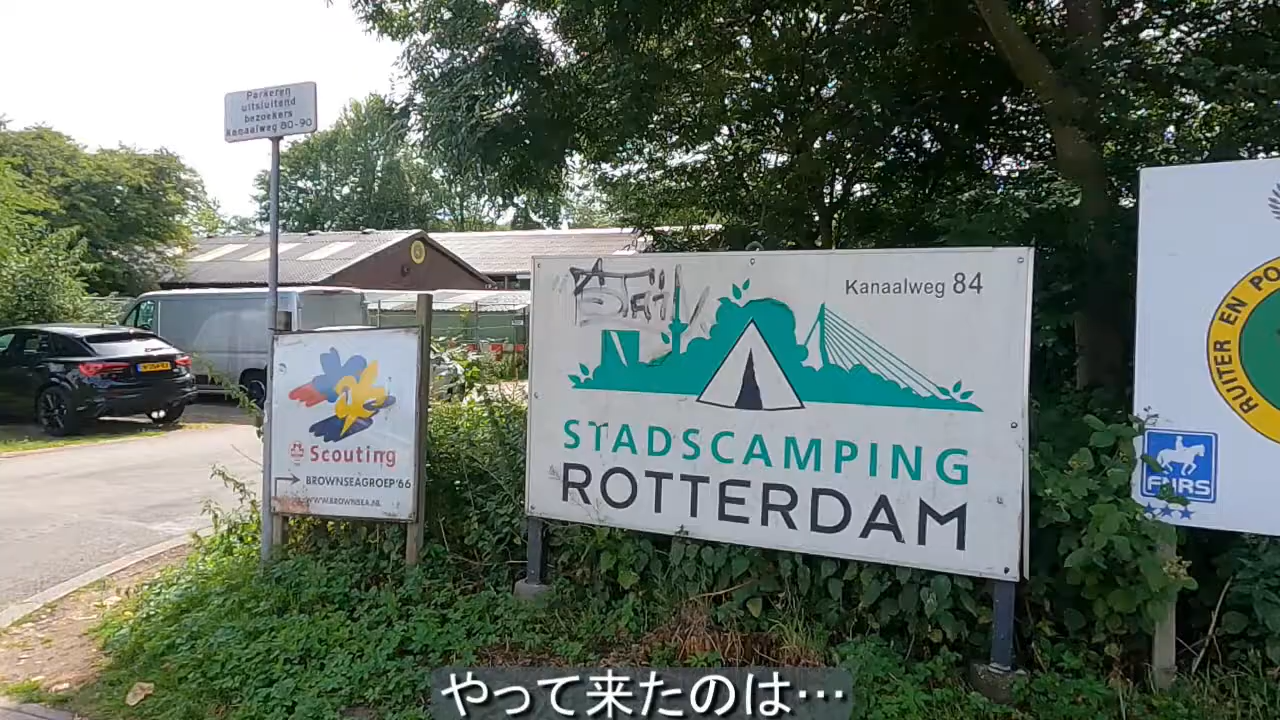 Parkeren
uitsluitend
bezoekers
Kanaalweg 80-90
Scouting
BROWNSEAGROEP'66
WWW.BROWNSEA.NL
Kanaalweg 84
STADSCAMPING
ROTTERDAM
RUITER EN PO
FNRS
やって来たのは…